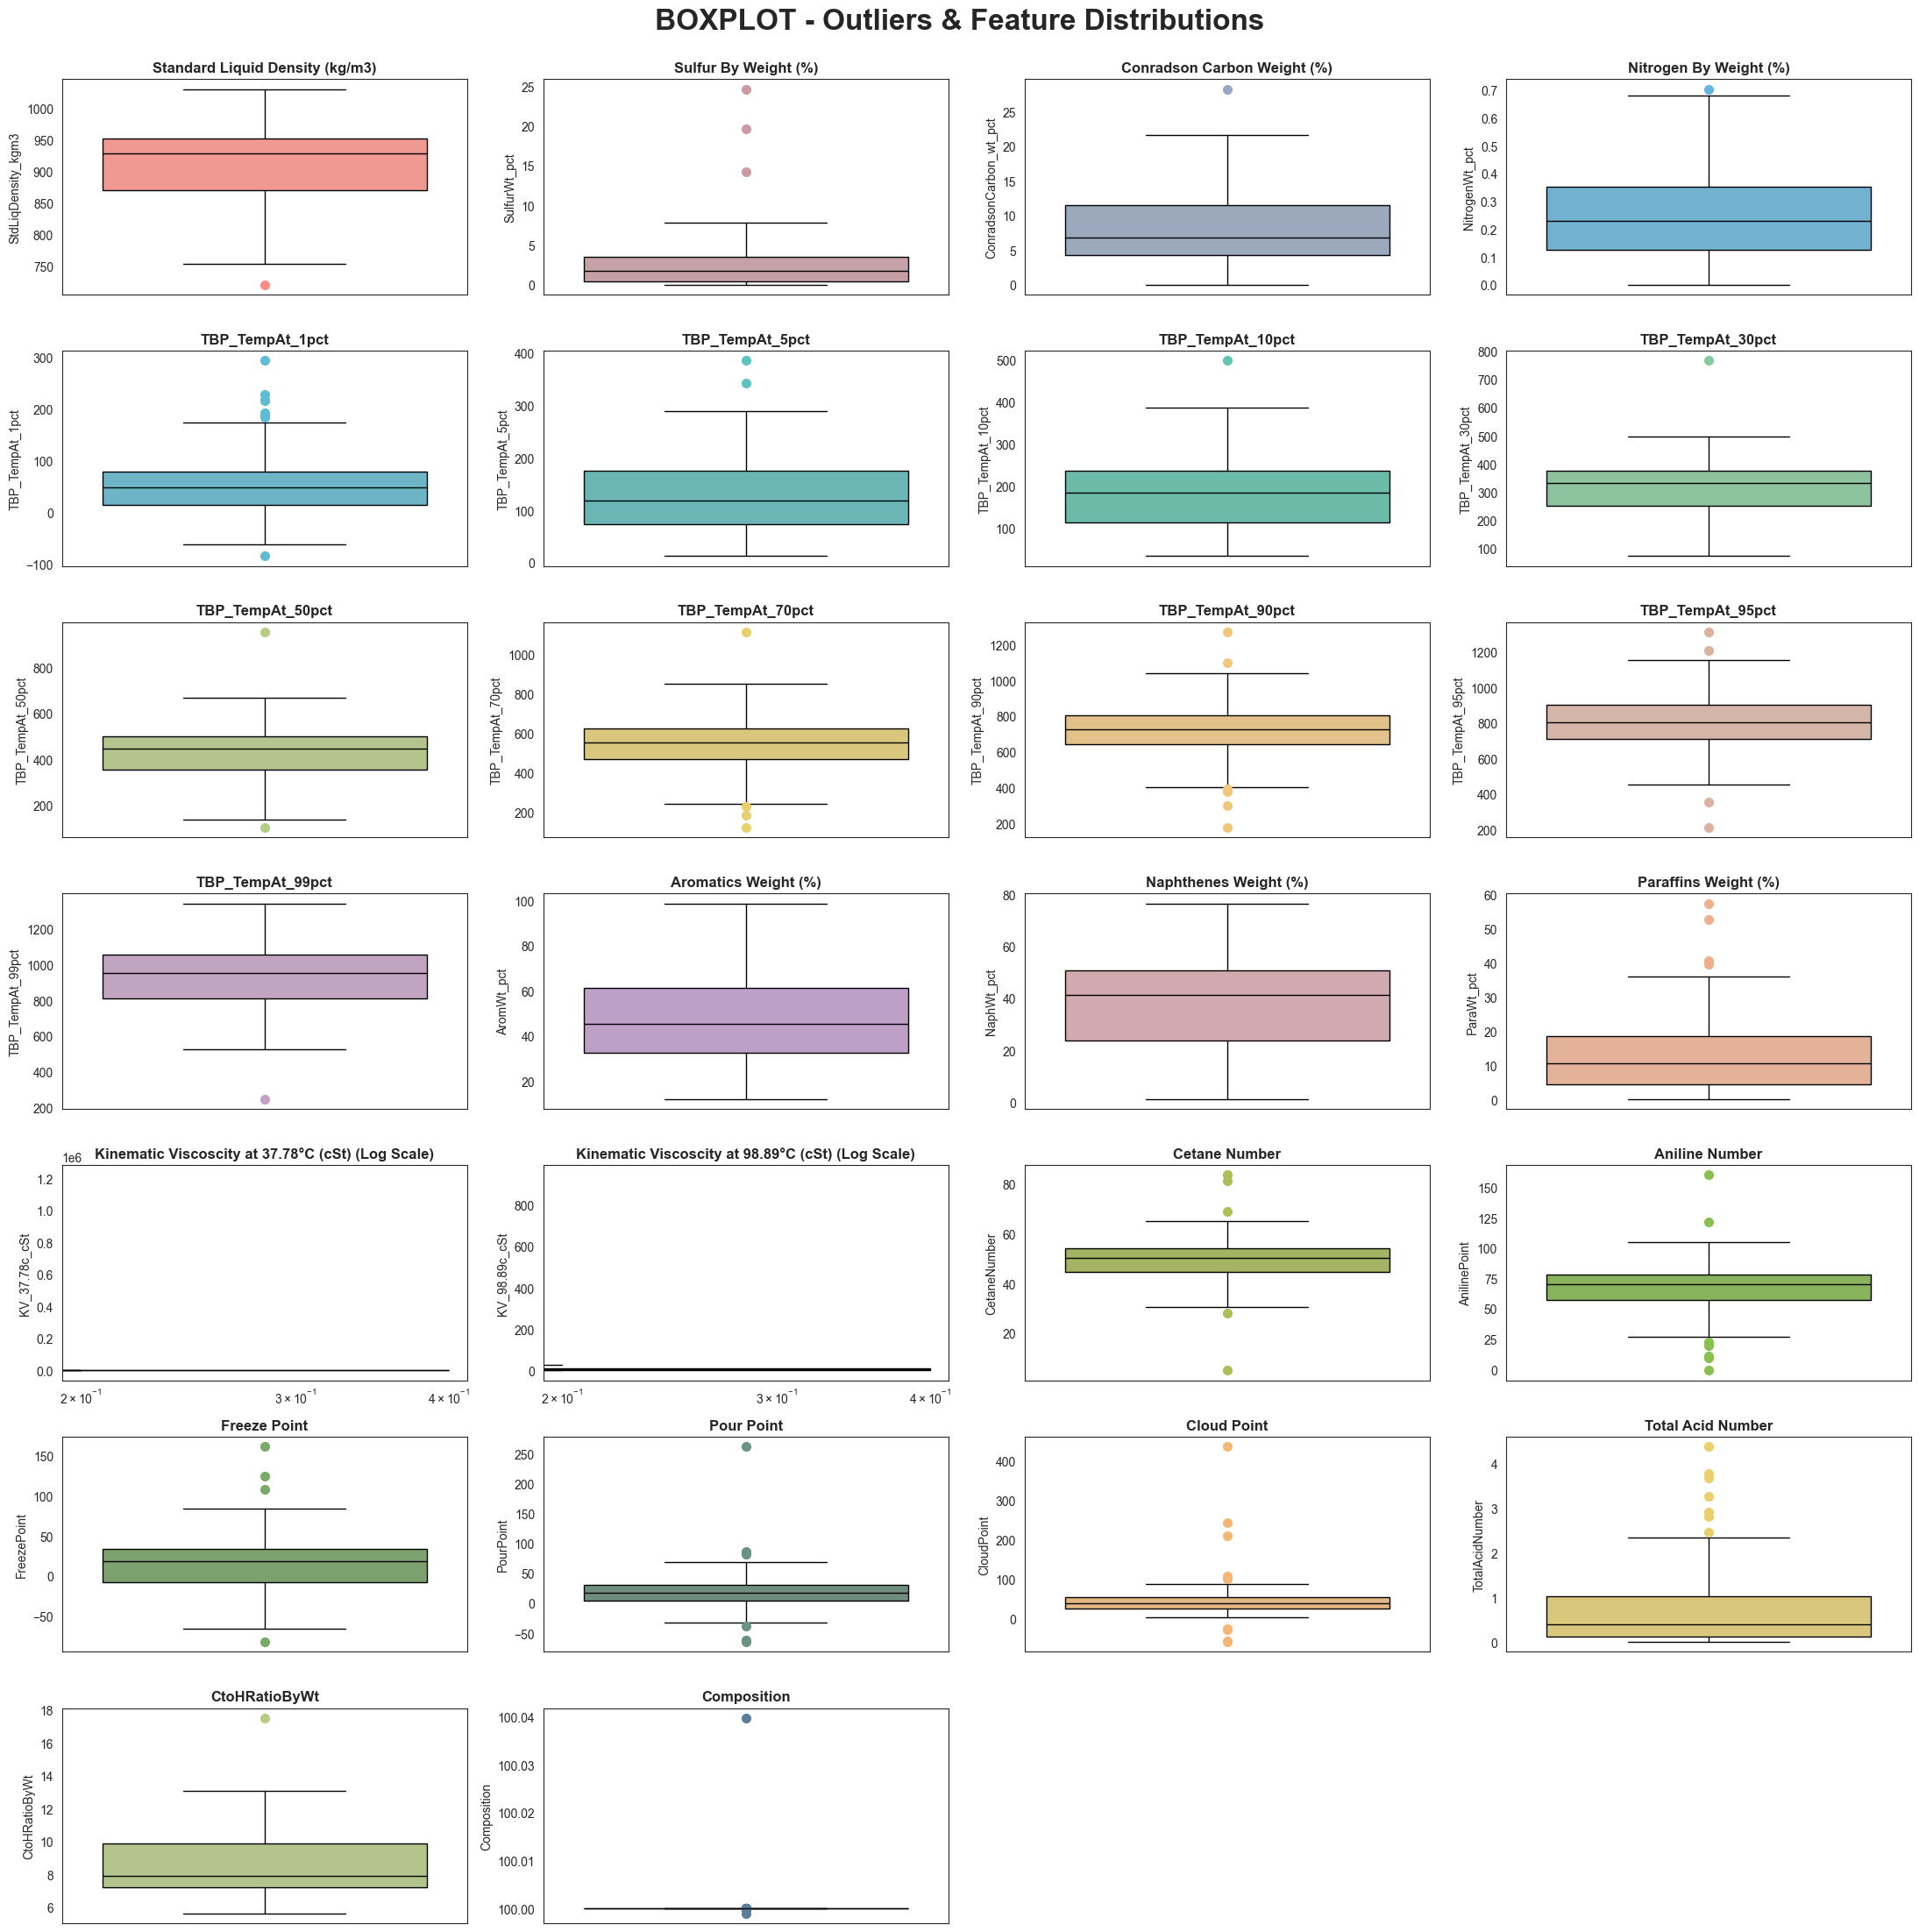 BOXPLOT - Outliers & Feature Distributions
Standard Liquid Density (kg/m3)
StdLiqDensity_kgm3
1000
950
900
850
800
750
Sulfur By Weight (%)
SulfurWt_pct
25
20
15
10
5
0
Conradson Carbon Weight (%)
ConradsonCarbon_wt_pct
25
20
15
10
5
0
Nitrogen By Weight (%)
NitrogenWt_pct
0.7
0.6
0.5
0.4
0.3
0.2
0.1
0.0
TBP_TempAt_1pct
TBP_TempAt_1pct
300
200
100
0
−100
TBP_TempAt_5pct
TBP_TempAt_5pct
400
300
200
100
0
TBP_TempAt_10pct
TBP_TempAt_10pct
500
400
300
200
100
TBP_TempAt_30pct
TBP_TempAt_30pct
800
700
600
500
400
300
200
100
TBP_TempAt_50pct
TBP_TempAt_50pct
800
600
400
200
TBP_TempAt_70pct
TBP_TempAt_70pct
1000
800
600
400
200
TBP_TempAt_90pct
TBP_TempAt_90pct
1200
1000
800
600
400
200
TBP_TempAt_95pct
TBP_TempAt_95pct
1200
1000
800
600
400
200
TBP_TempAt_99pct
TBP_TempAt_99pct
1200
1000
800
600
400
200
Aromatics Weight (%)
AromWt_pct
100
80
60
40
20
Naphthenes Weight (%)
NaphWt_pct
80
60
40
20
0
Paraffins Weight (%)
ParaWt_pct
60
50
40
30
20
10
0
Kinematic Viscoscity at 37.78°C (cSt) (Log Scale)
1e6
KV_37.78c_cSt
1.2
1.0
0.8
0.6
0.4
0.2
0.0
2 × 10⁻¹
3 × 10⁻¹
4 × 10⁻¹
Kinematic Viscoscity at 98.89°C (cSt) (Log Scale)
KV_98.89c_cSt
800
600
400
200
0
2 × 10⁻¹
3 × 10⁻¹
4 × 10⁻¹
Cetane Number
CetaneNumber
80
60
40
20
Aniline Number
AnilinePoint
150
125
100
75
50
25
0
Freeze Point
FreezePoint
150
100
50
0
−50
Pour Point
PourPoint
250
200
150
100
50
0
−50
Cloud Point
CloudPoint
400
300
200
100
0
Total Acid Number
TotalAcidNumber
4
3
2
1
0
CtoHRatioByWt
CtoHRatioByWt
18
16
14
12
10
8
6
Composition
Composition
100.04
100.03
100.02
100.01
100.00